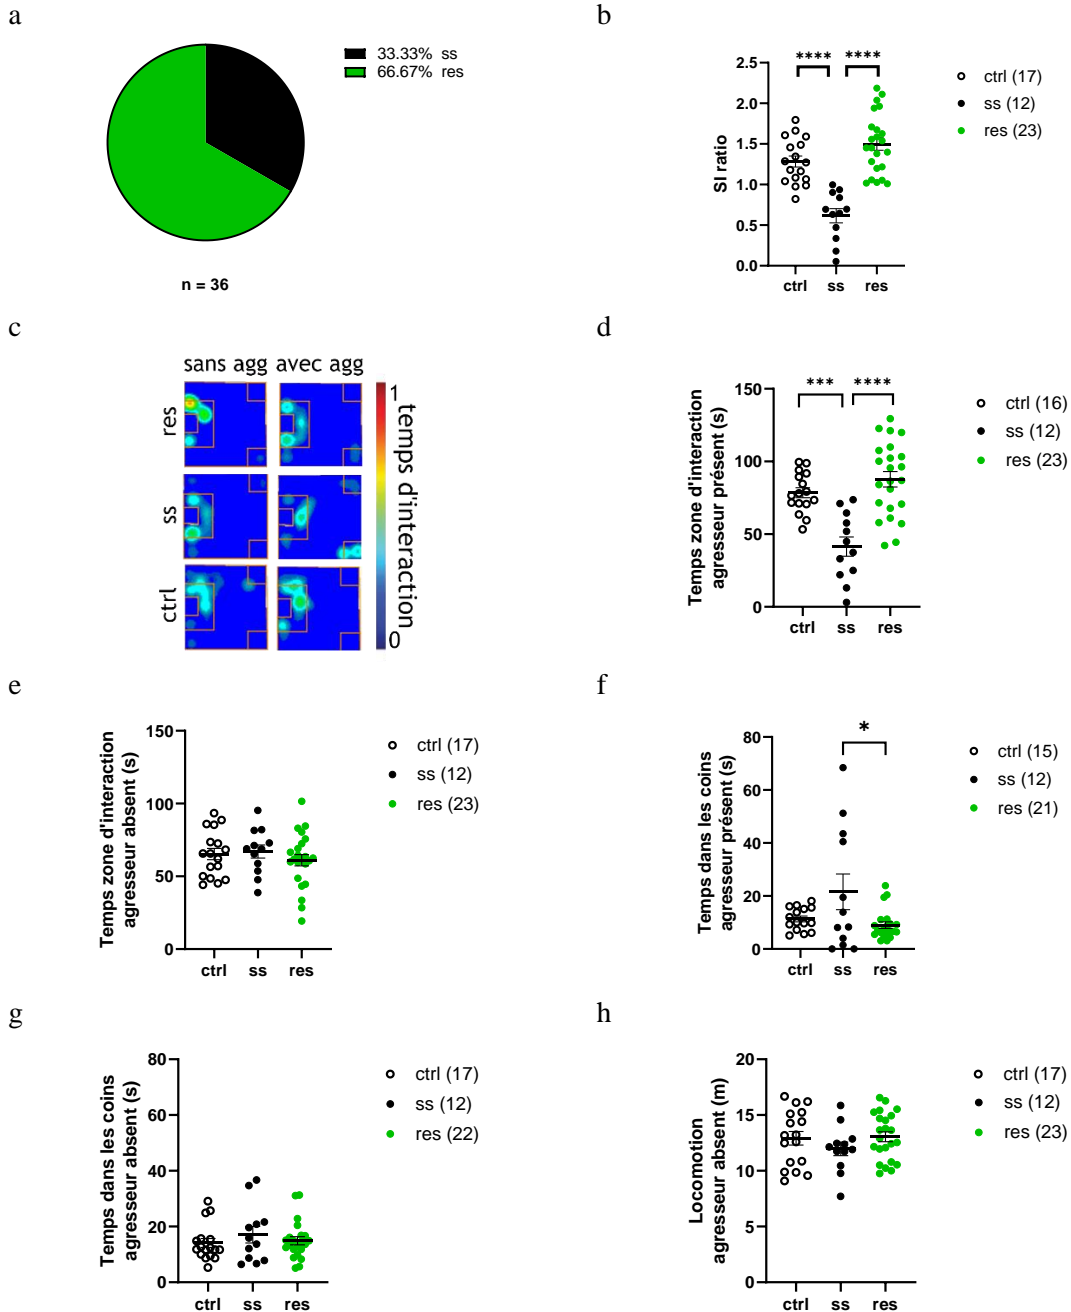 a
33.33% ss
66.67% res
n = 36
b
**** ****
2.5
2.0
1.5
1.0
0.5
0.0
SI ratio
ctrl ss res
ctrl (17)
ss (12)
res (23)
c
sans agg avec agg
res
ss
ctrl
1
temps d'interaction
0
d
*** ****
150
100
50
0
Temps zone d'interaction
agresseur présent (s)
ctrl ss res
ctrl (16)
ss (12)
res (23)
e
150
100
50
0
Temps zone d'interaction
agresseur absent (s)
ctrl ss res
ctrl (17)
ss (12)
res (23)
f
*
80
60
40
20
0
Temps dans les coins
agresseur présent (s)
ctrl ss res
ctrl (15)
ss (12)
res (21)
g
80
60
40
20
0
Temps dans les coins
agresseur absent (s)
ctrl ss res
ctrl (17)
ss (12)
res (22)
h
20
15
10
5
0
Locomotion
agresseur absent (m)
ctrl ss res
ctrl (17)
ss (12)
res (23)